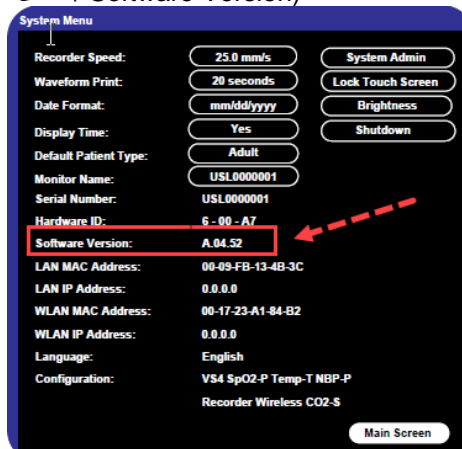 Software Version)
System Menu
Recorder Speed: 25.0 mm/s System Admin
Waveform Print: 20 seconds Lock Touch Screen
Date Format: mm/dd/yyyy Brightness
Display Time: Yes Shutdown
Default Patient Type: Adult
Monitor Name: USL0000001
Serial Number: USL0000001
Hardware ID: 6 - 00 - A7
Software Version: A.04.52
LAN MAC Address: 00-09-FB-13-4B-3C
LAN IP Address: 0.0.0.0
WLAN MAC Address: 00-17-23-A1-84-B2
WLAN IP Address: 0.0.0.0
Language: English
Configuration: VS4 SpO2-P Temp-T NBP-P
Recorder Wireless CO2-S
Main Screen